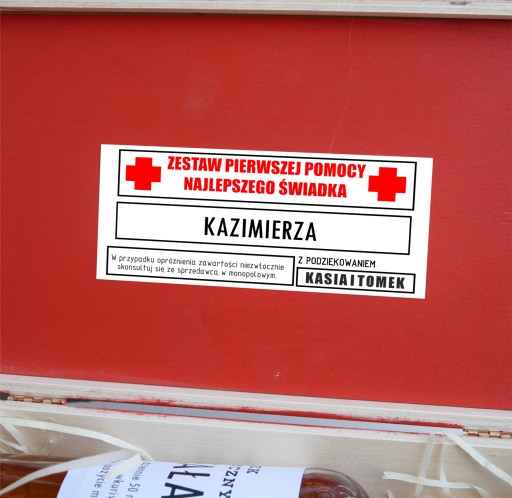 ZESTAW PIERWSZEJ POMOCY
NAJLEPSZEGO ŚWIADKA
KAZIMIERZA
W przypadku opróżnienia zawartości niezwłocznie
skonsultuj się ze sprzedawcą w monopolowym.
Z PODZIĘKOWANIEM
KASIA I TOMEK